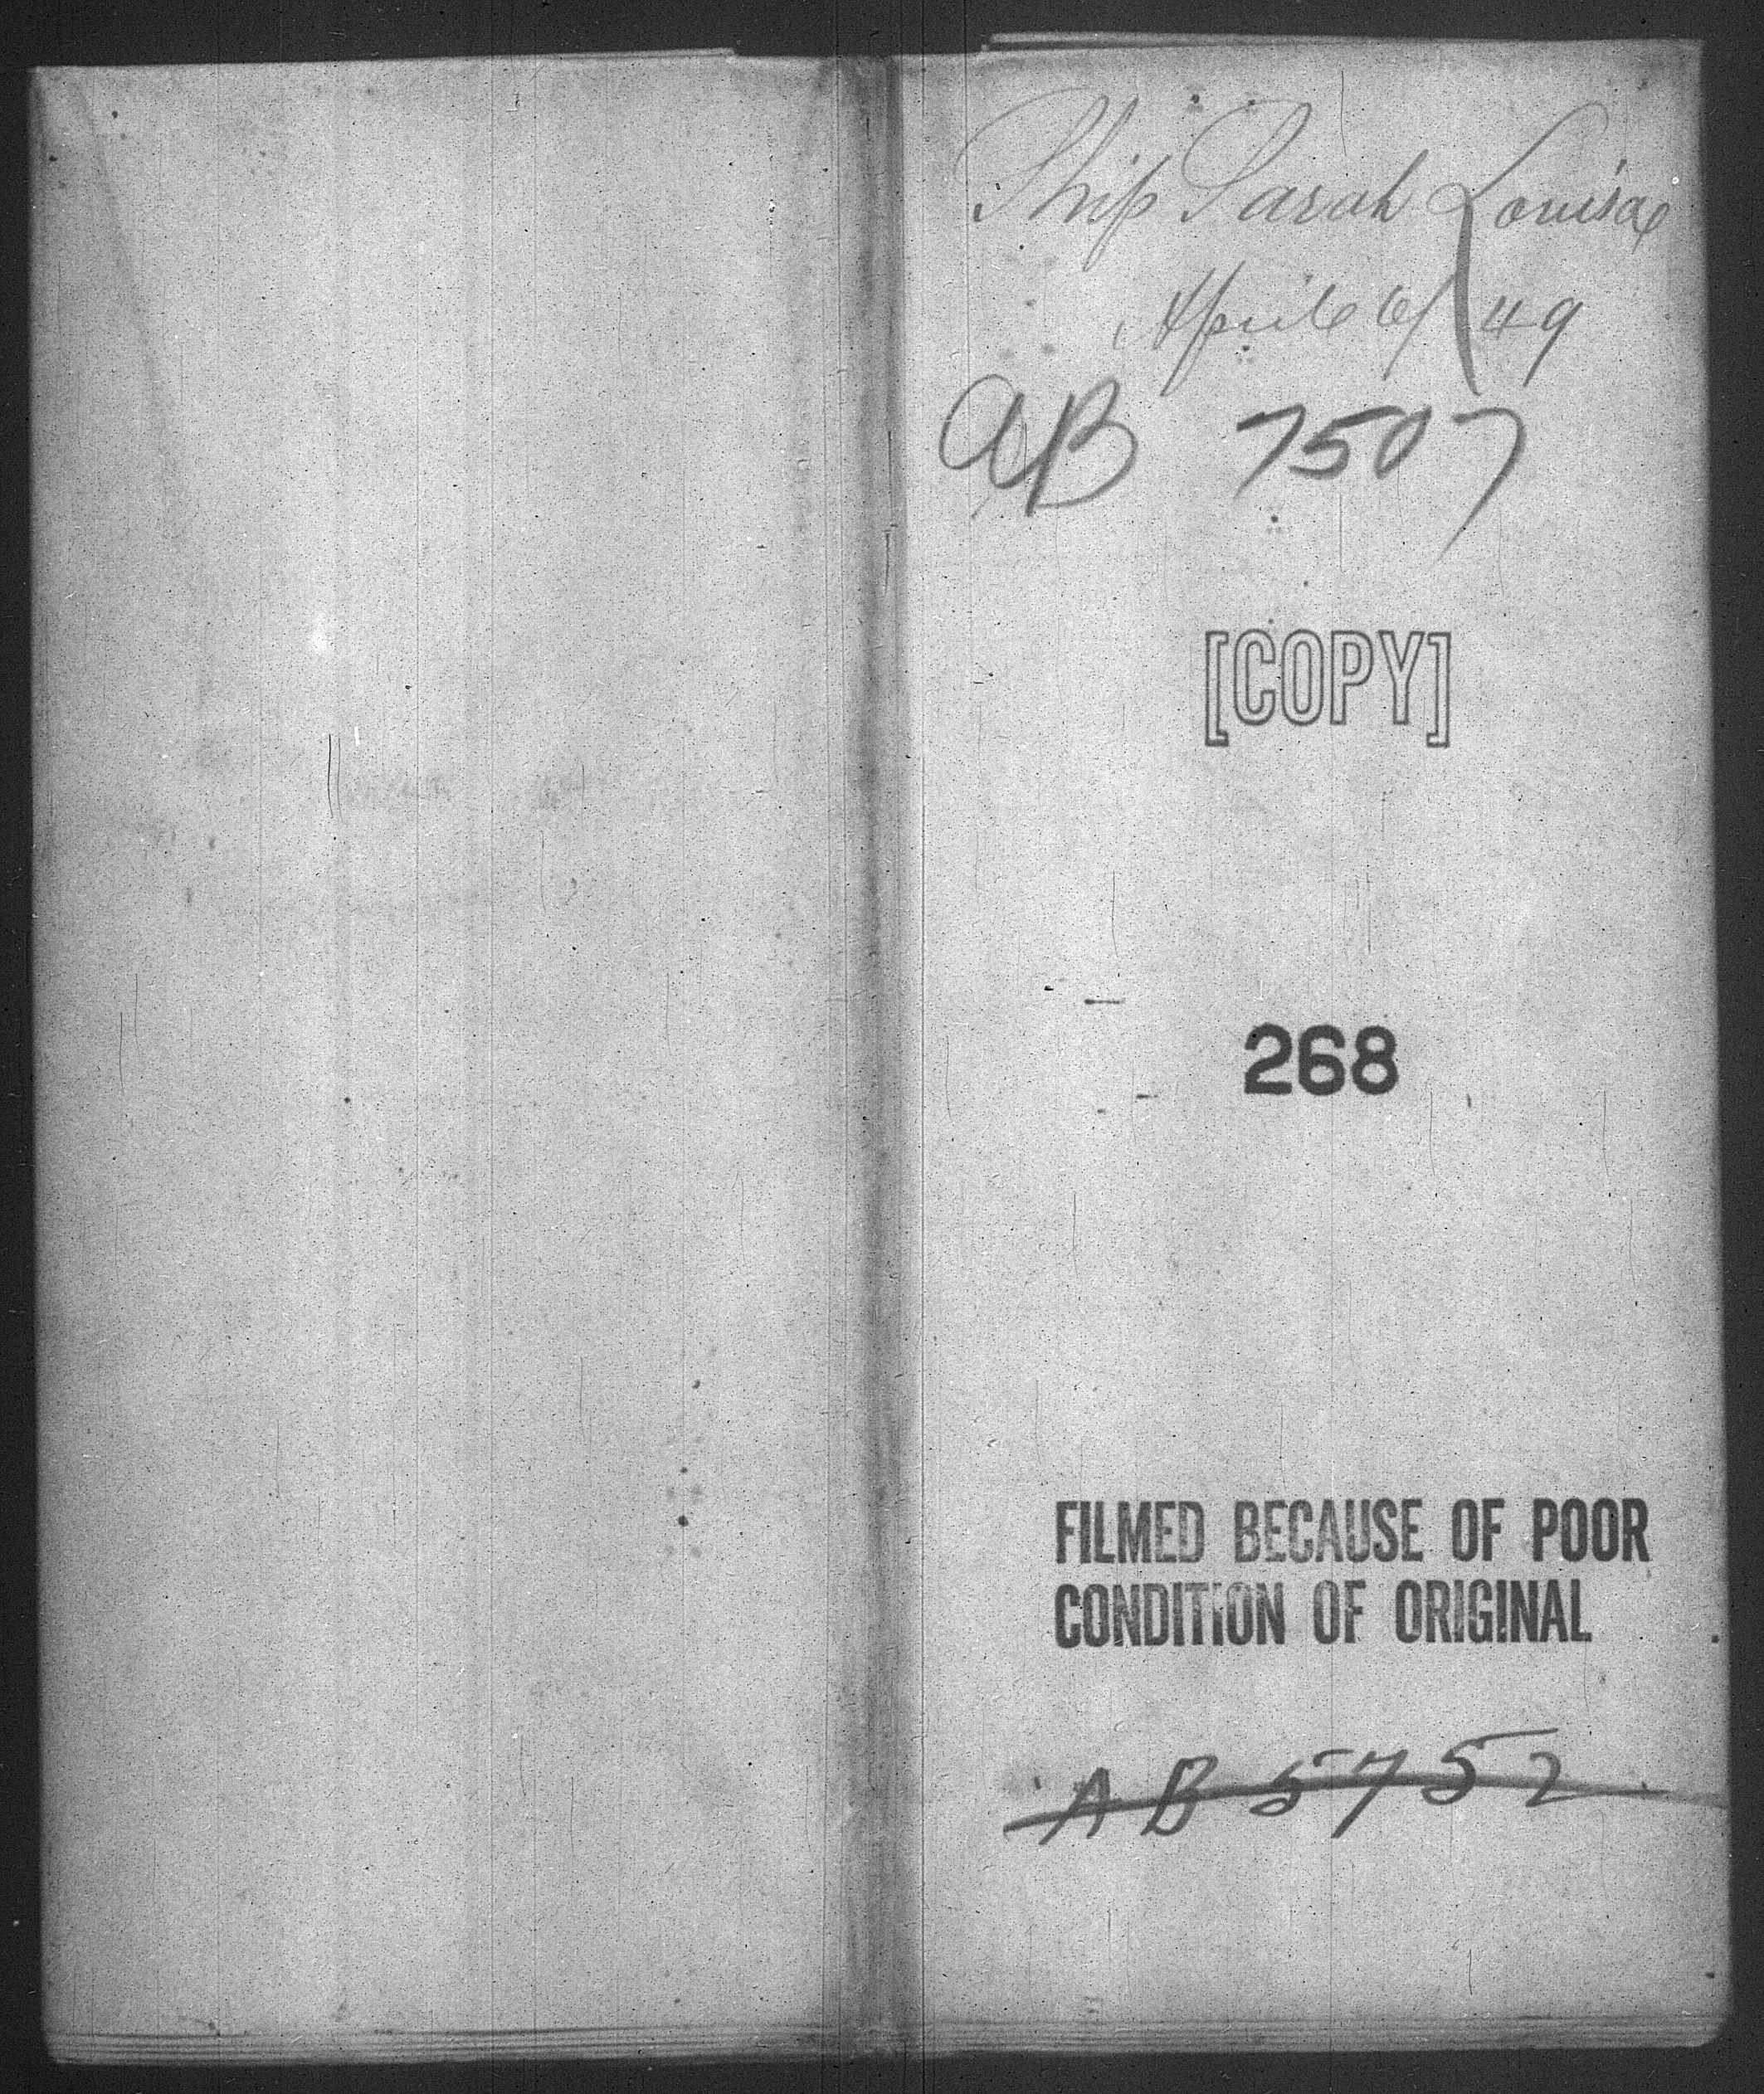 Ship Sarah Louisa
April 6/49
AB 7507
[COPY]
268
FILMED BECAUSE OF POOR
CONDITION OF ORIGINAL
AB 5752